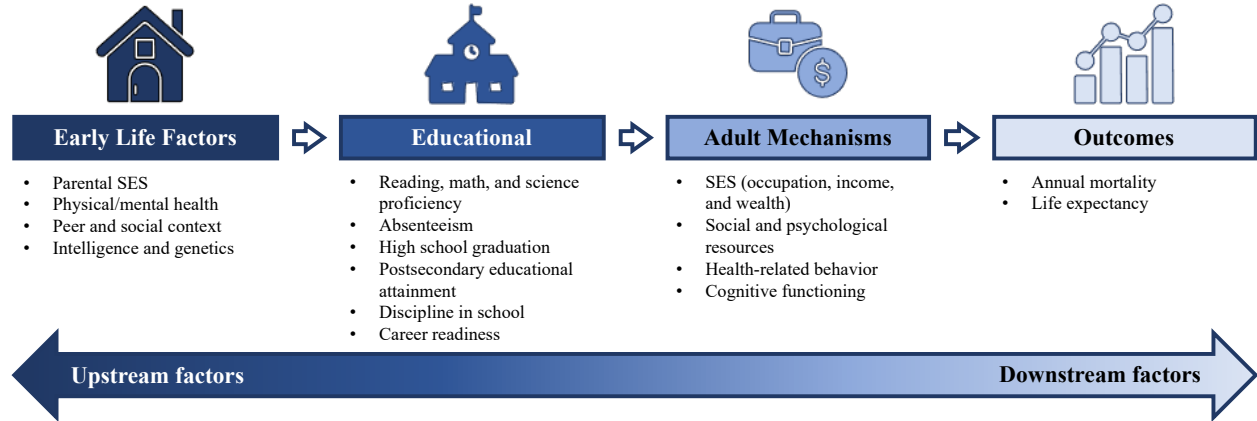 Early Life Factors
Educational
Adult Mechanisms
Outcomes
• Parental SES
• Physical/mental health
• Peer and social context
• Intelligence and genetics
• Reading, math, and science
proficiency
• Absenteeism
• High school graduation
• Postsecondary educational
attainment
• Discipline in school
• Career readiness
• SES (occupation, income,
and wealth)
• Social and psychological
resources
• Health-related behavior
• Cognitive functioning
• Annual mortality
• Life expectancy
Upstream factors
Downstream factors
$